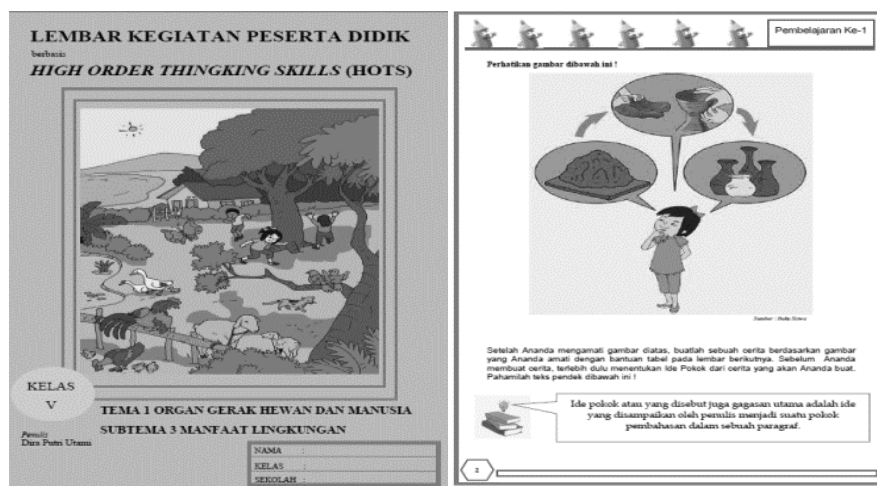 LEMBAR KEGIATAN PESERTA DIDIK
berbasis
HIGH ORDER THINGKING SKILLS (HOTS)
KELAS
V
TEMA 1 ORGAN GERAK HEWAN DAN MANUSIA
SUBTEMA 3 MANFAAT LINGKUNGAN
Penulis
Dira Putri Utami
NAMA :
KELAS :
SEKOLAH :
Pembelajaran Ke-1
Perhatikan gambar dibawah ini !
Sumber : Buku Siswa
Setelah Ananda mengamati gambar diatas, buatlah sebuah cerita berdasarkan gambar
yang Ananda amati dengan bantuan tabel pada lembar berikutnya. Sebelum Ananda
membuat cerita, terlebih dulu menentukan Ide Pokok dari cerita yang akan Ananda buat.
Pahamilah teks pendek dibawah ini !
Ide pokok atau yang disebut juga gagasan utama adalah ide
yang disampaikan oleh penulis menjadi suatu pokok
pembahasan dalam sebuah paragraf.
2